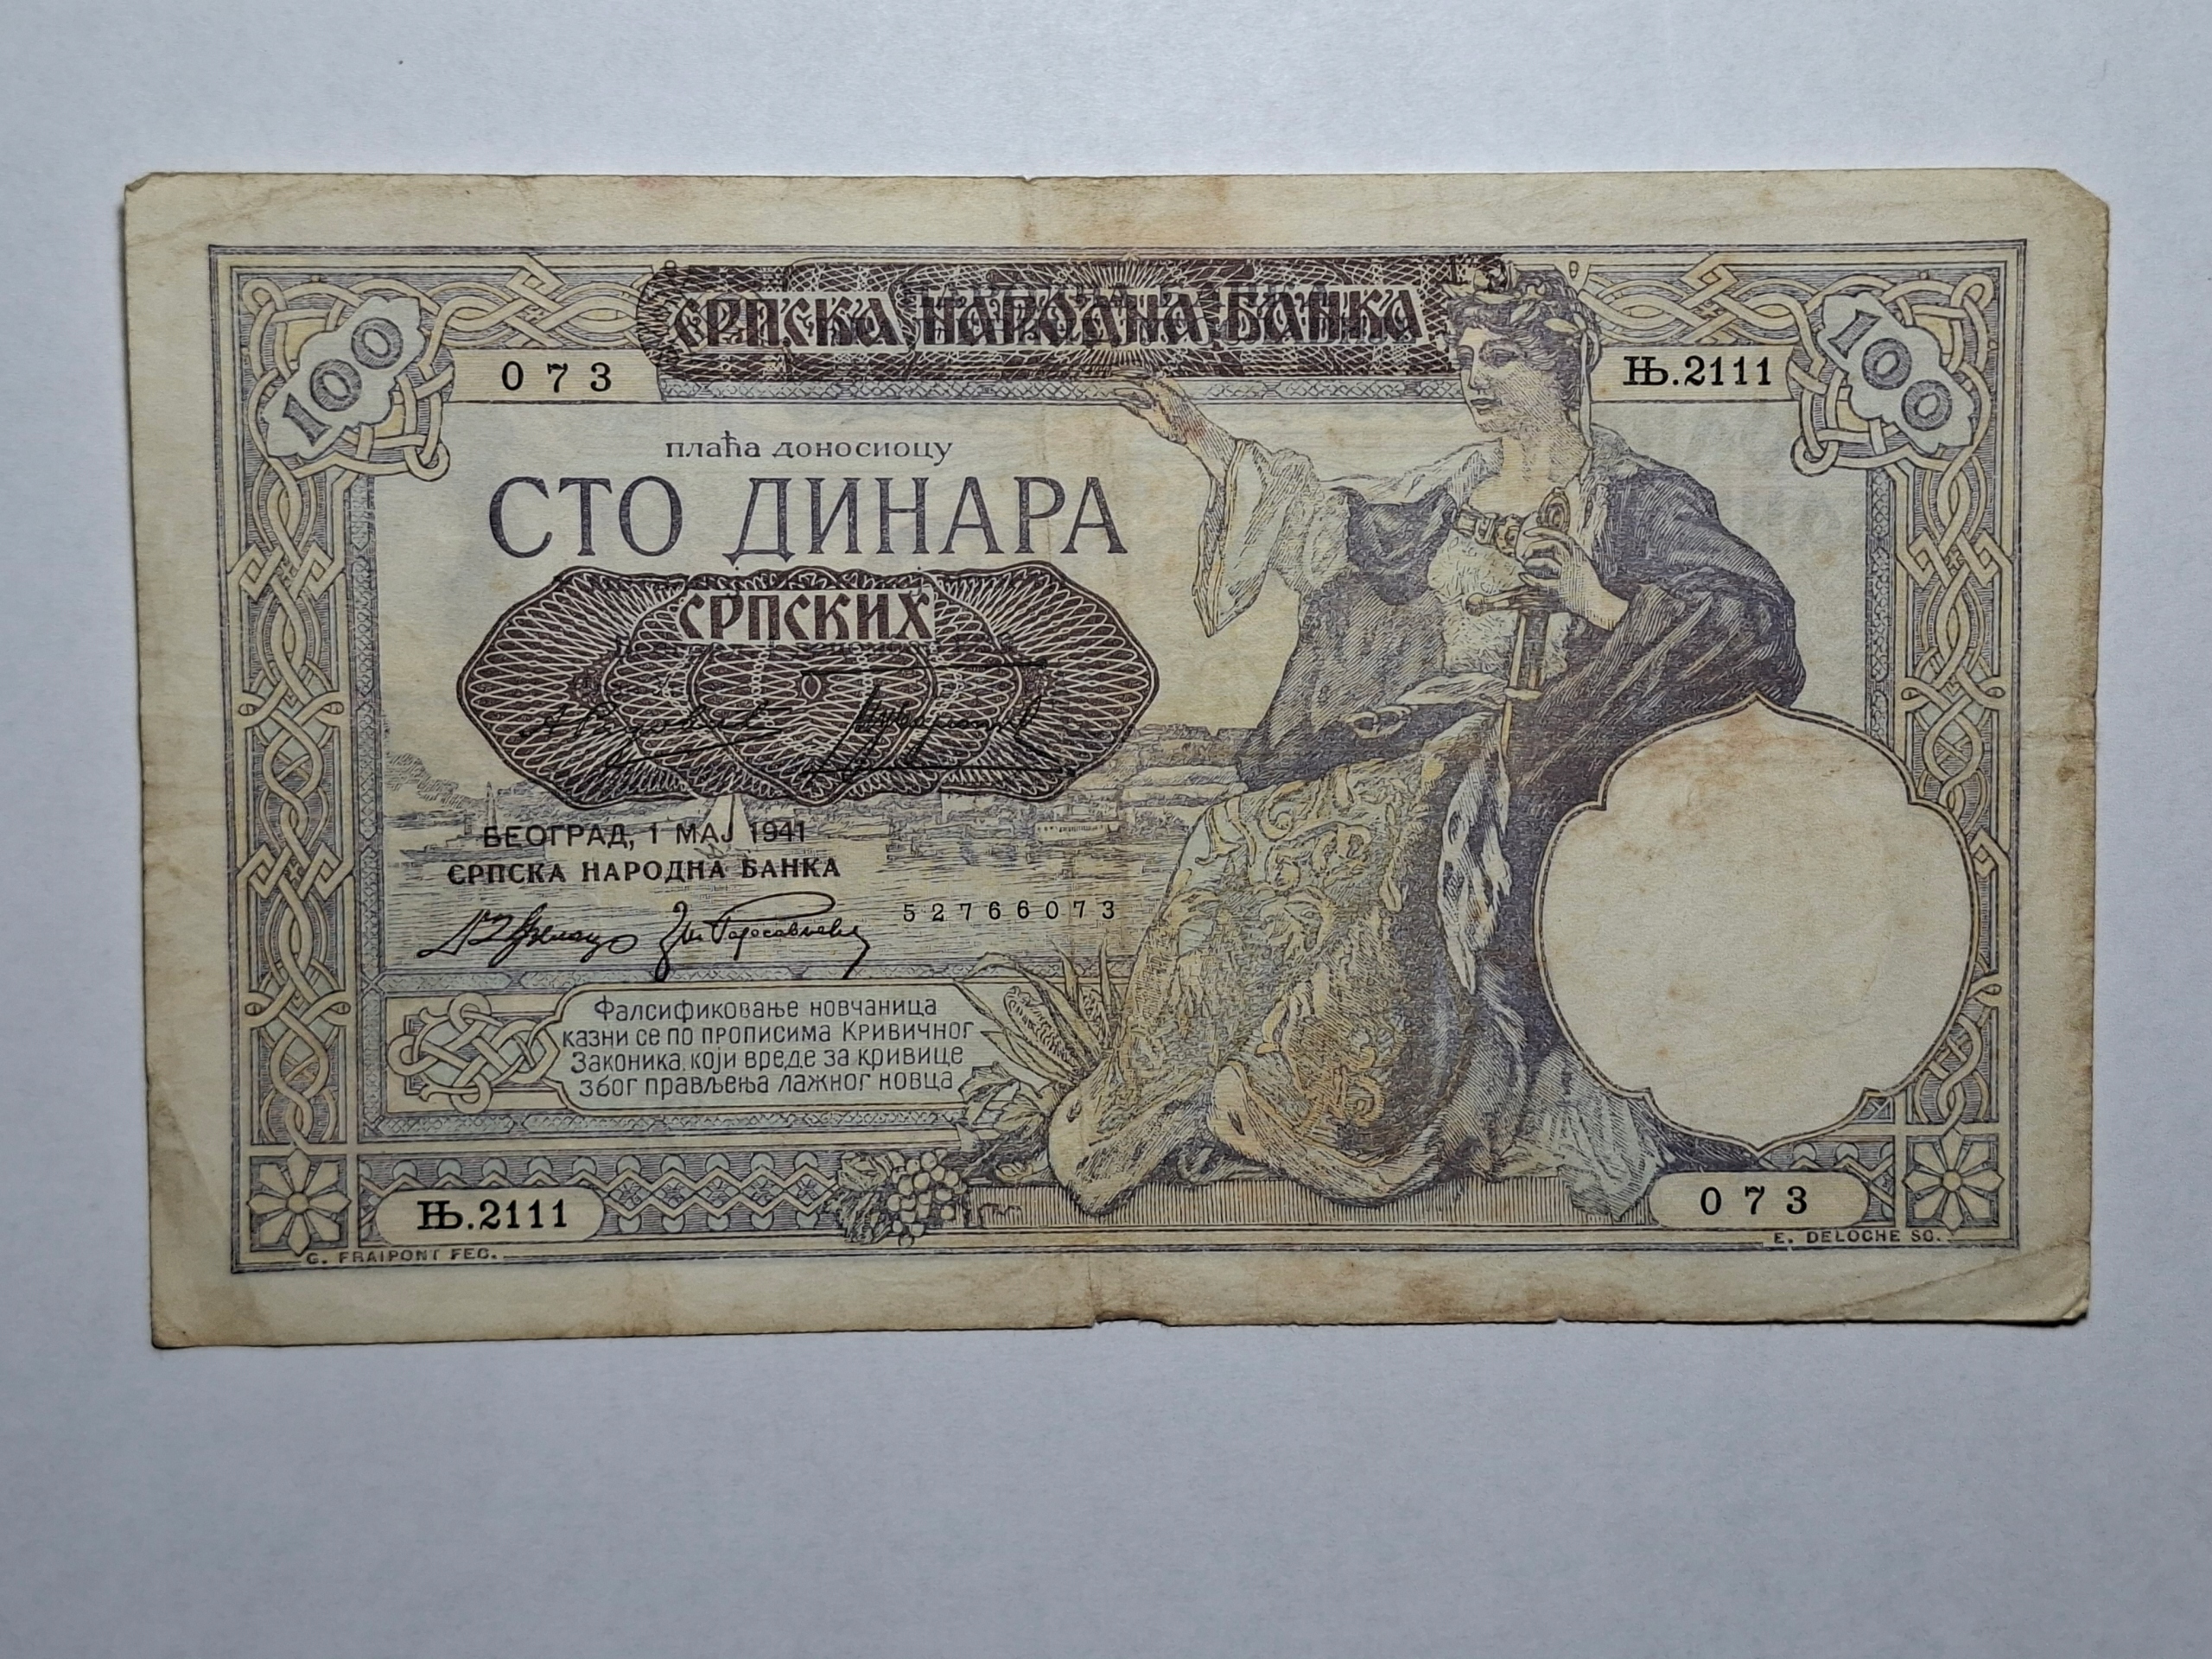 СРПСКА НАРОДНА БАНКА
100
073
Њ.2111
100
плаћа доносиоцу
СТО ДИНАРА
СРПСКИХ
БЕОГРАД, 1 МАЈ 1941
СРПСКА НАРОДНА БАНКА
52766073
Фалсификовање новчаница
казни се по прописима Кривичног
Законика, који вреде за кривице
због прављења лажног новца
Њ.2111
073
G. FRAIPONT FEC.
E. DELOCHE SC.